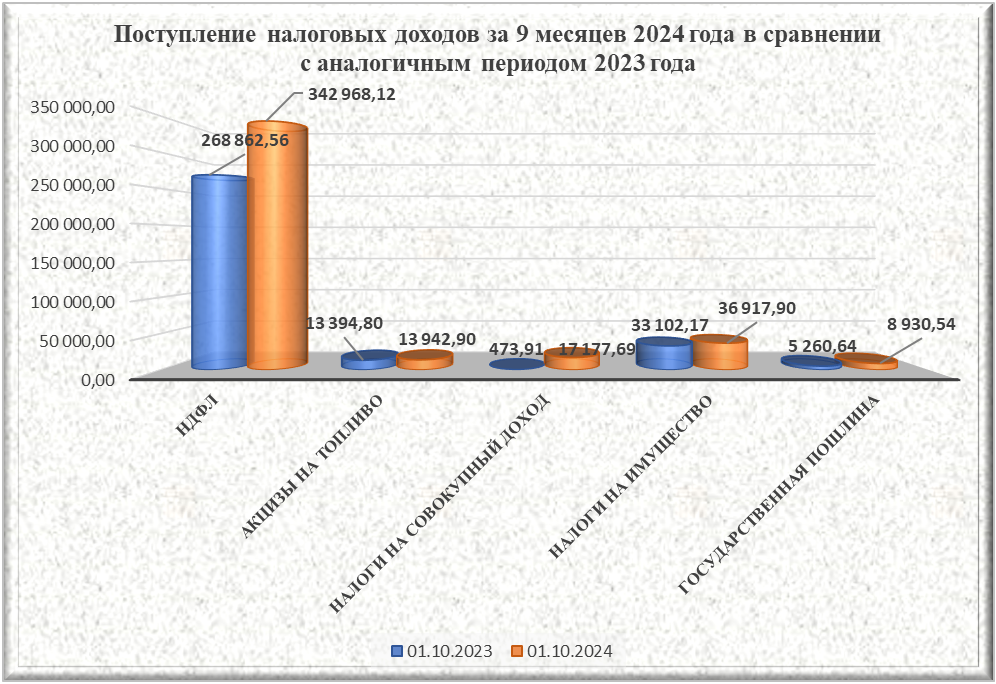 Поступление налоговых доходов за 9 месяцев 2024 года в сравнении
с аналогичным периодом 2023 года
350 000,00
300 000,00
250 000,00
200 000,00
150 000,00
100 000,00
50 000,00
0,00
268 862,56
342 968,12
13 394,80
13 942,90
473,91
17 177,69
33 102,17
36 917,90
5 260,64
8 930,54
НДФЛ
АКЦИЗЫ НА ТОПЛИВО
НАЛОГИ НА СОВОКУПНЫЙ ДОХОД
НАЛОГИ НА ИМУЩЕСТВО
ГОСУДАРСТВЕННАЯ ПОШЛИНА
01.10.2023
01.10.2024